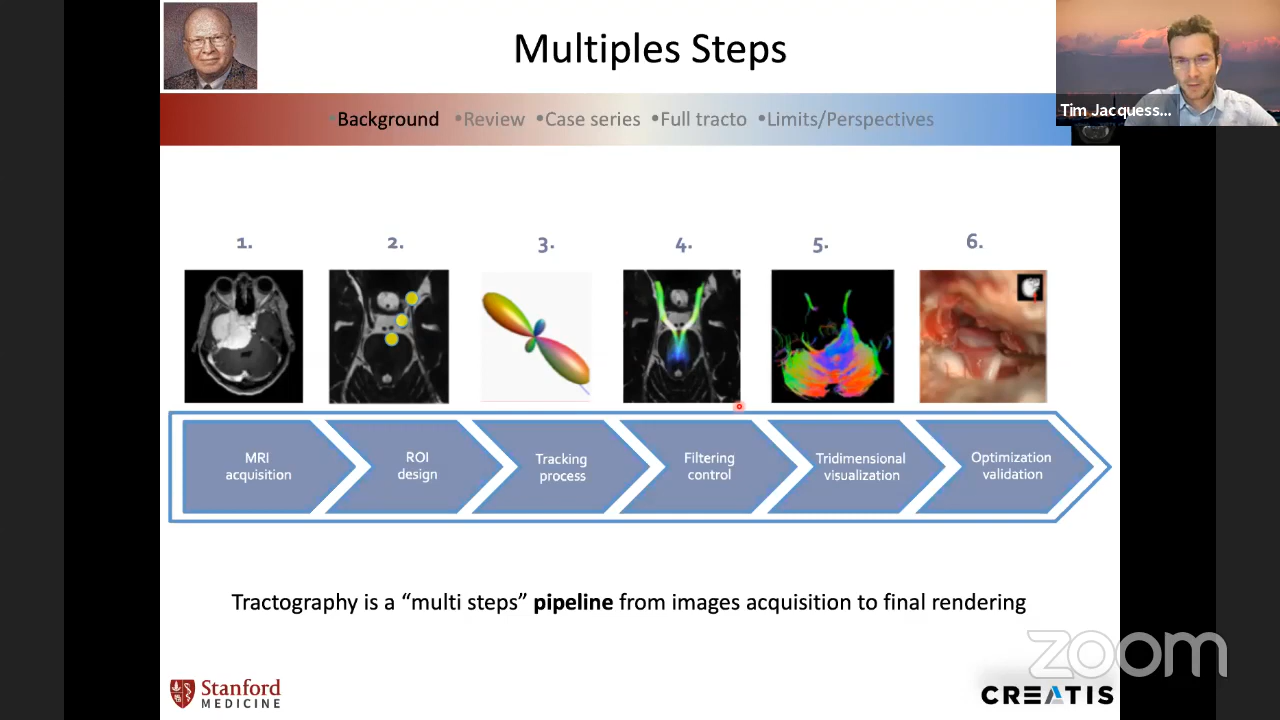 Multiples Steps
Tim Jacquess...
•Background •Review •Case series •Full tracto •Limits/Perspectives
1. 2. 3. 4. 5. 6.
MRI acquisition
ROI design
Tracking process
Filtering control
Tridimensional visualization
Optimization validation
Tractography is a “multi steps” pipeline from images acquisition to final rendering
zoom
Stanford
MEDICINE
CREATIS